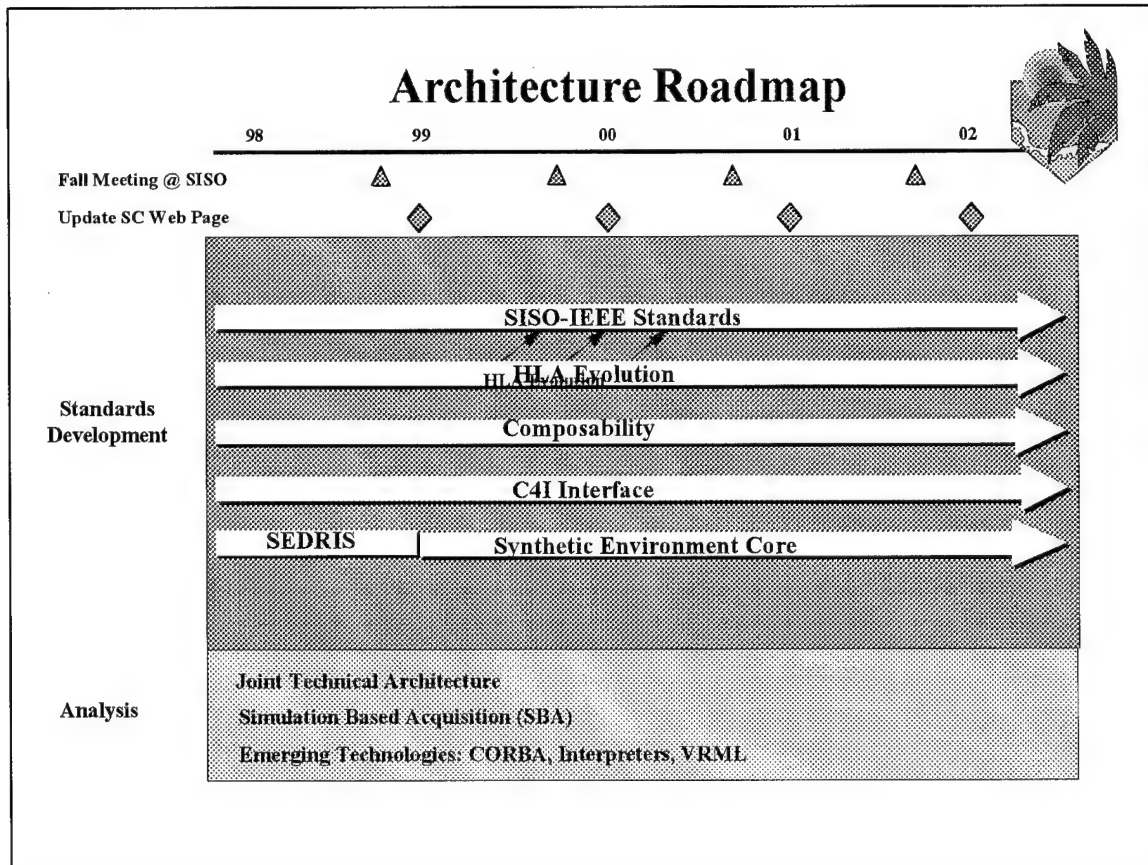 Architecture Roadmap
98 99 00 01 02
Fall Meeting @ SISO
Update SC Web Page
SISO-IEEE Standards
HLA Evolution
HLA Evolution
Standards
Development
Composability
C4I Interface
SEDRIS
Synthetic Environment Core
Joint Technical Architecture
Analysis
Simulation Based Acquisition (SBA)
Emerging Technologies: CORBA, Interpreters, VRML